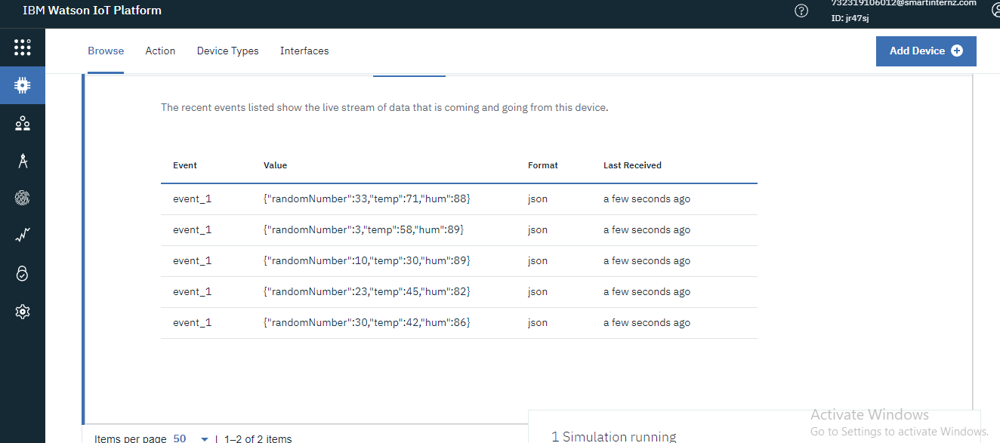 IBM Watson IoT Platform
732319106012@smartinternz.com
ID: jr47sj
Browse Action Device Types Interfaces Add Device
The recent events listed show the live stream of data that is coming and going from this device.
Event Value Format Last Received
event_1 {"randomNumber":33,"temp":71,"hum":88} json a few seconds ago
event_1 {"randomNumber":3,"temp":58,"hum":89} json a few seconds ago
event_1 {"randomNumber":10,"temp":30,"hum":89} json a few seconds ago
event_1 {"randomNumber":23,"temp":45,"hum":82} json a few seconds ago
event_1 {"randomNumber":30,"temp":42,"hum":86} json a few seconds ago
Items per page 50 | 1–2 of 2 items
1 Simulation running
Activate Windows
Go to Settings to activate Windows.